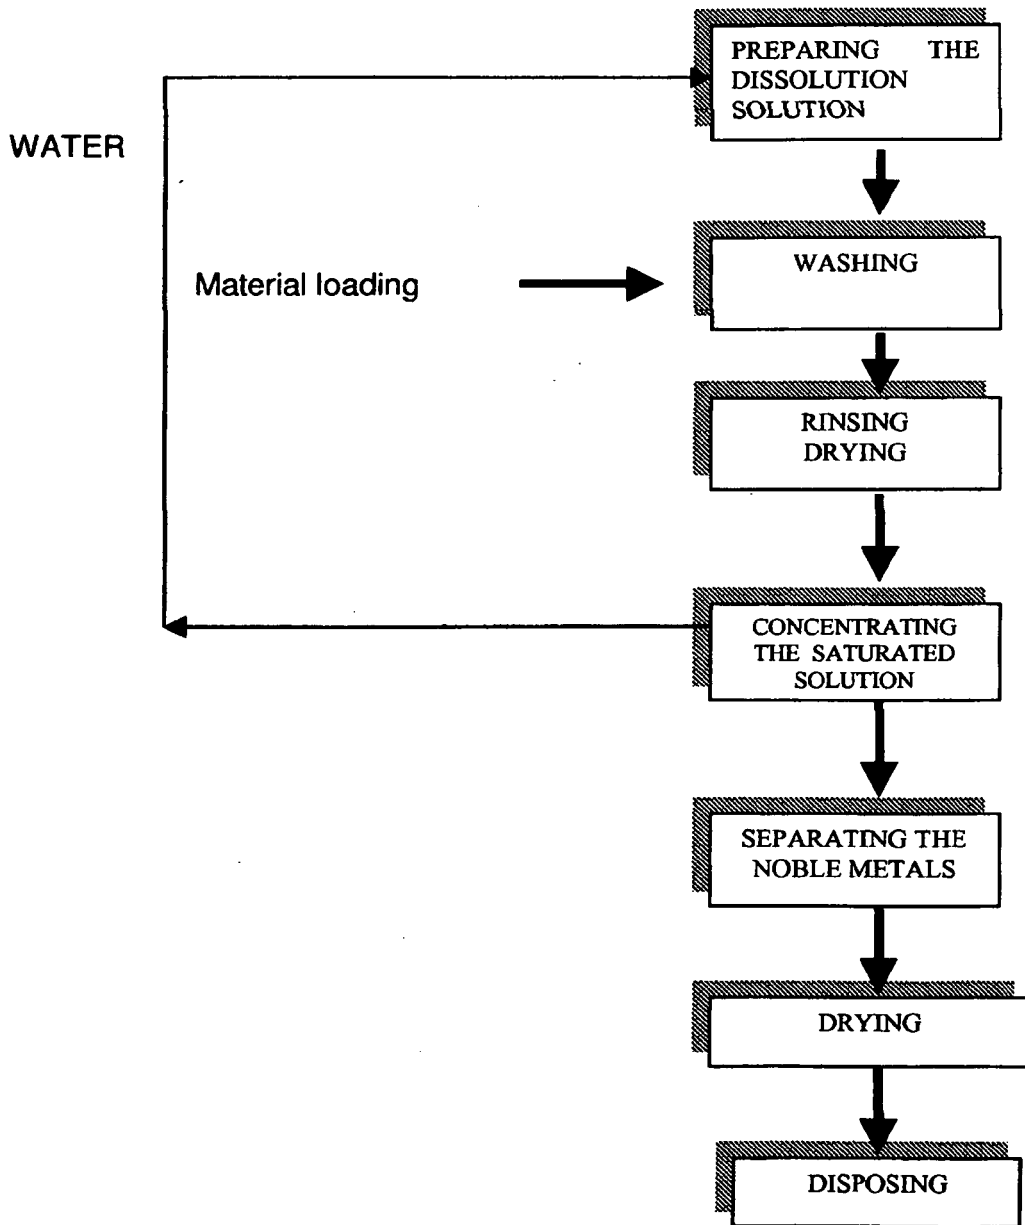 PREPARING THE
DISSOLUTION
SOLUTION
WATER
WASHING
Material loading
RINSING
DRYING
CONCENTRATING
THE SATURATED
SOLUTION
SEPARATING THE
NOBLE METALS
DRYING
DISPOSING